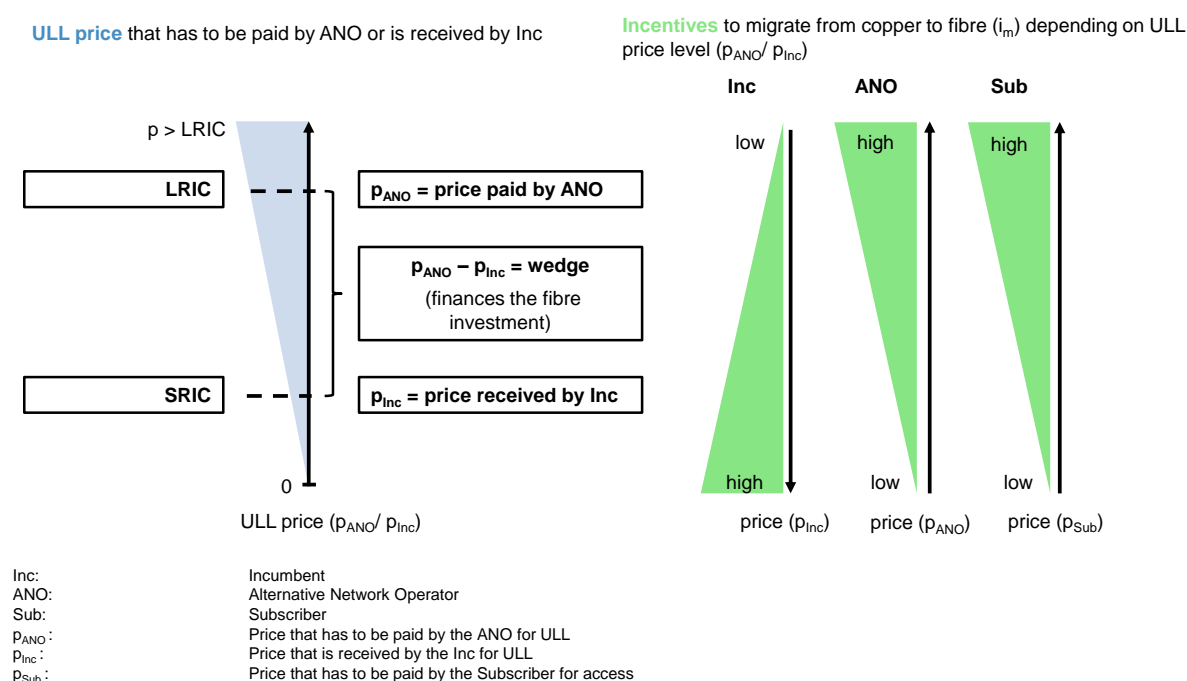 ULL price that has to be paid by ANO or is received by Inc
Incentives to migrate from copper to fibre (im) depending on ULL
price level (pANO/ pInc)
Inc ANO Sub
p > LRIC
low high high
LRIC
pANO = price paid by ANO
pANO – pInc = wedge
(finances the fibre
investment)
SRIC
pInc = price received by Inc
0
high low low
ULL price (pANO/ pInc)
price (pInc) price (pANO) price (pSub)
Inc: Incumbent
ANO: Alternative Network Operator
Sub: Subscriber
pANO : Price that has to be paid by the ANO for ULL
pInc : Price that is received by the Inc for ULL
pSub : Price that has to be paid by the Subscriber for access